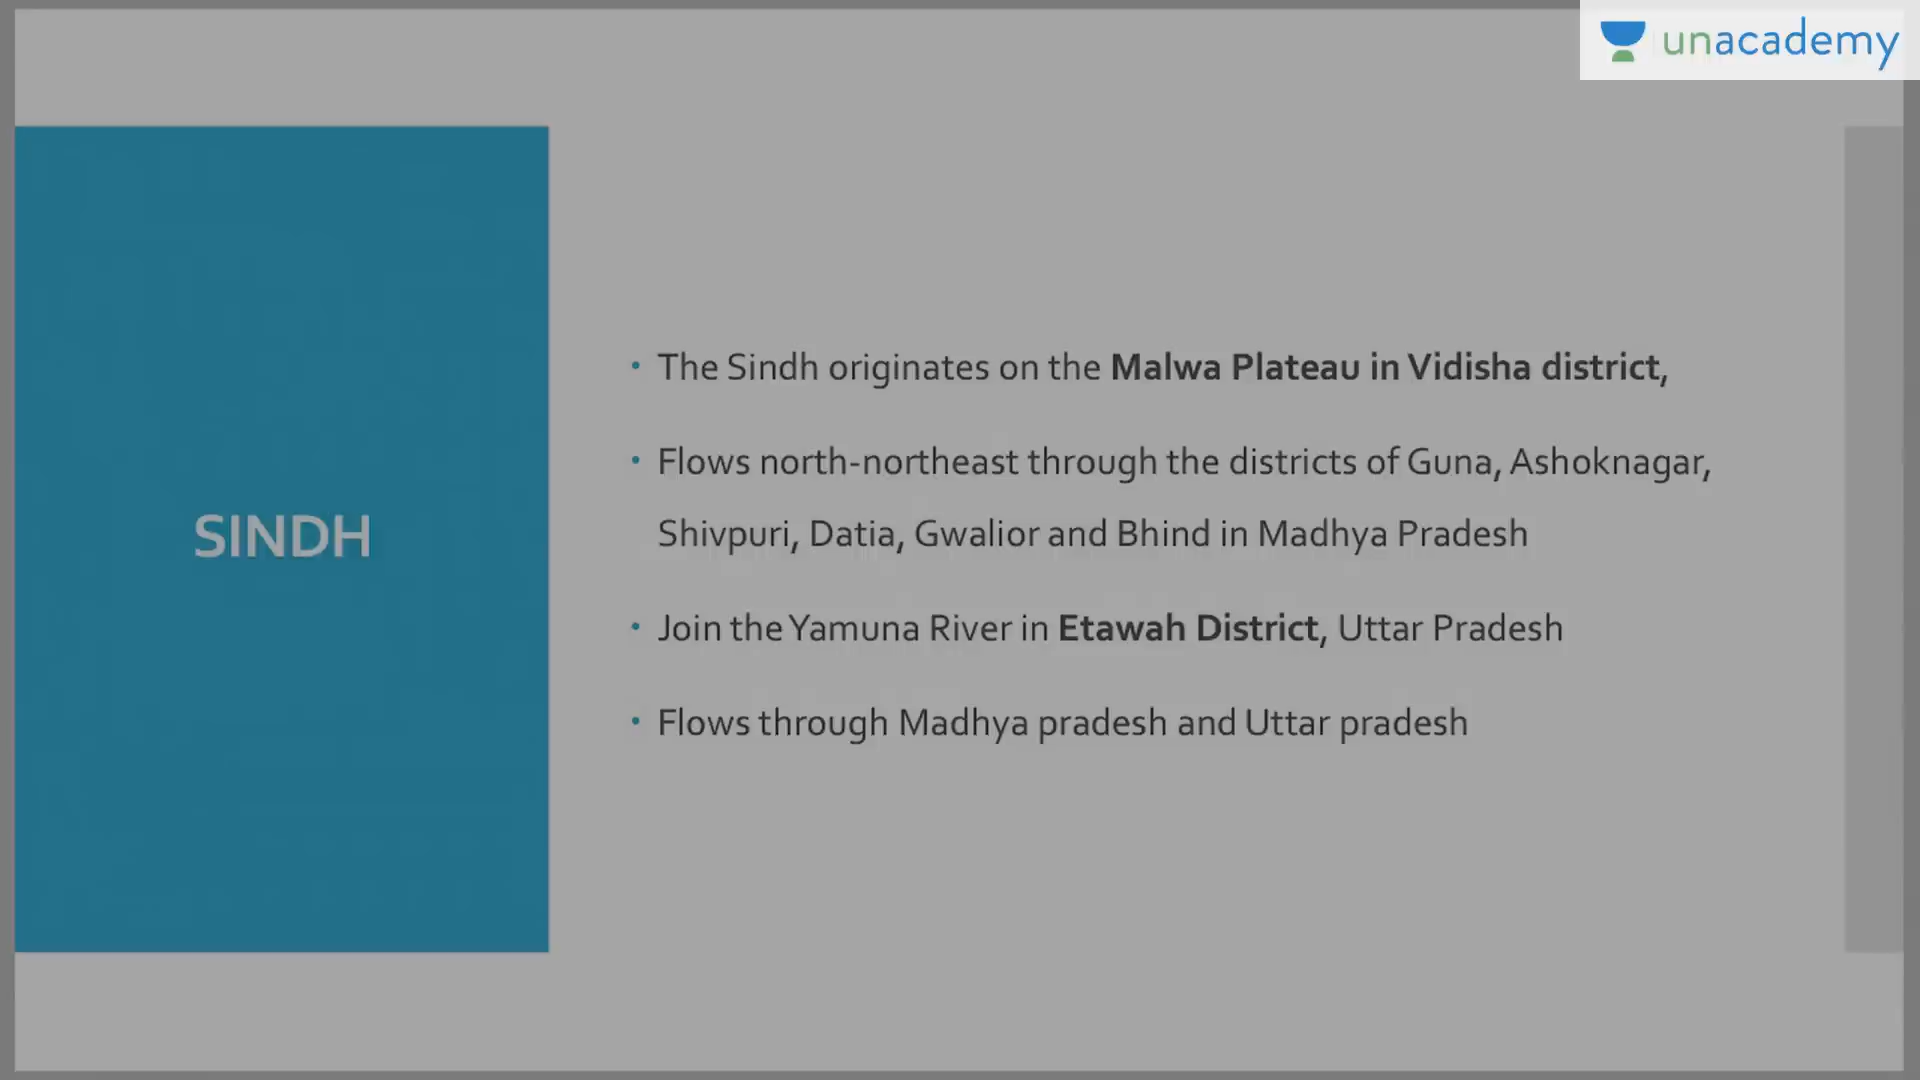 unacademy
SINDH
• The Sindh originates on the Malwa Plateau in Vidisha district,
• Flows north-northeast through the districts of Guna, Ashoknagar,
Shivpuri, Datia, Gwalior and Bhind in Madhya Pradesh
• Join the Yamuna River in Etawah District, Uttar Pradesh
• Flows through Madhya pradesh and Uttar pradesh